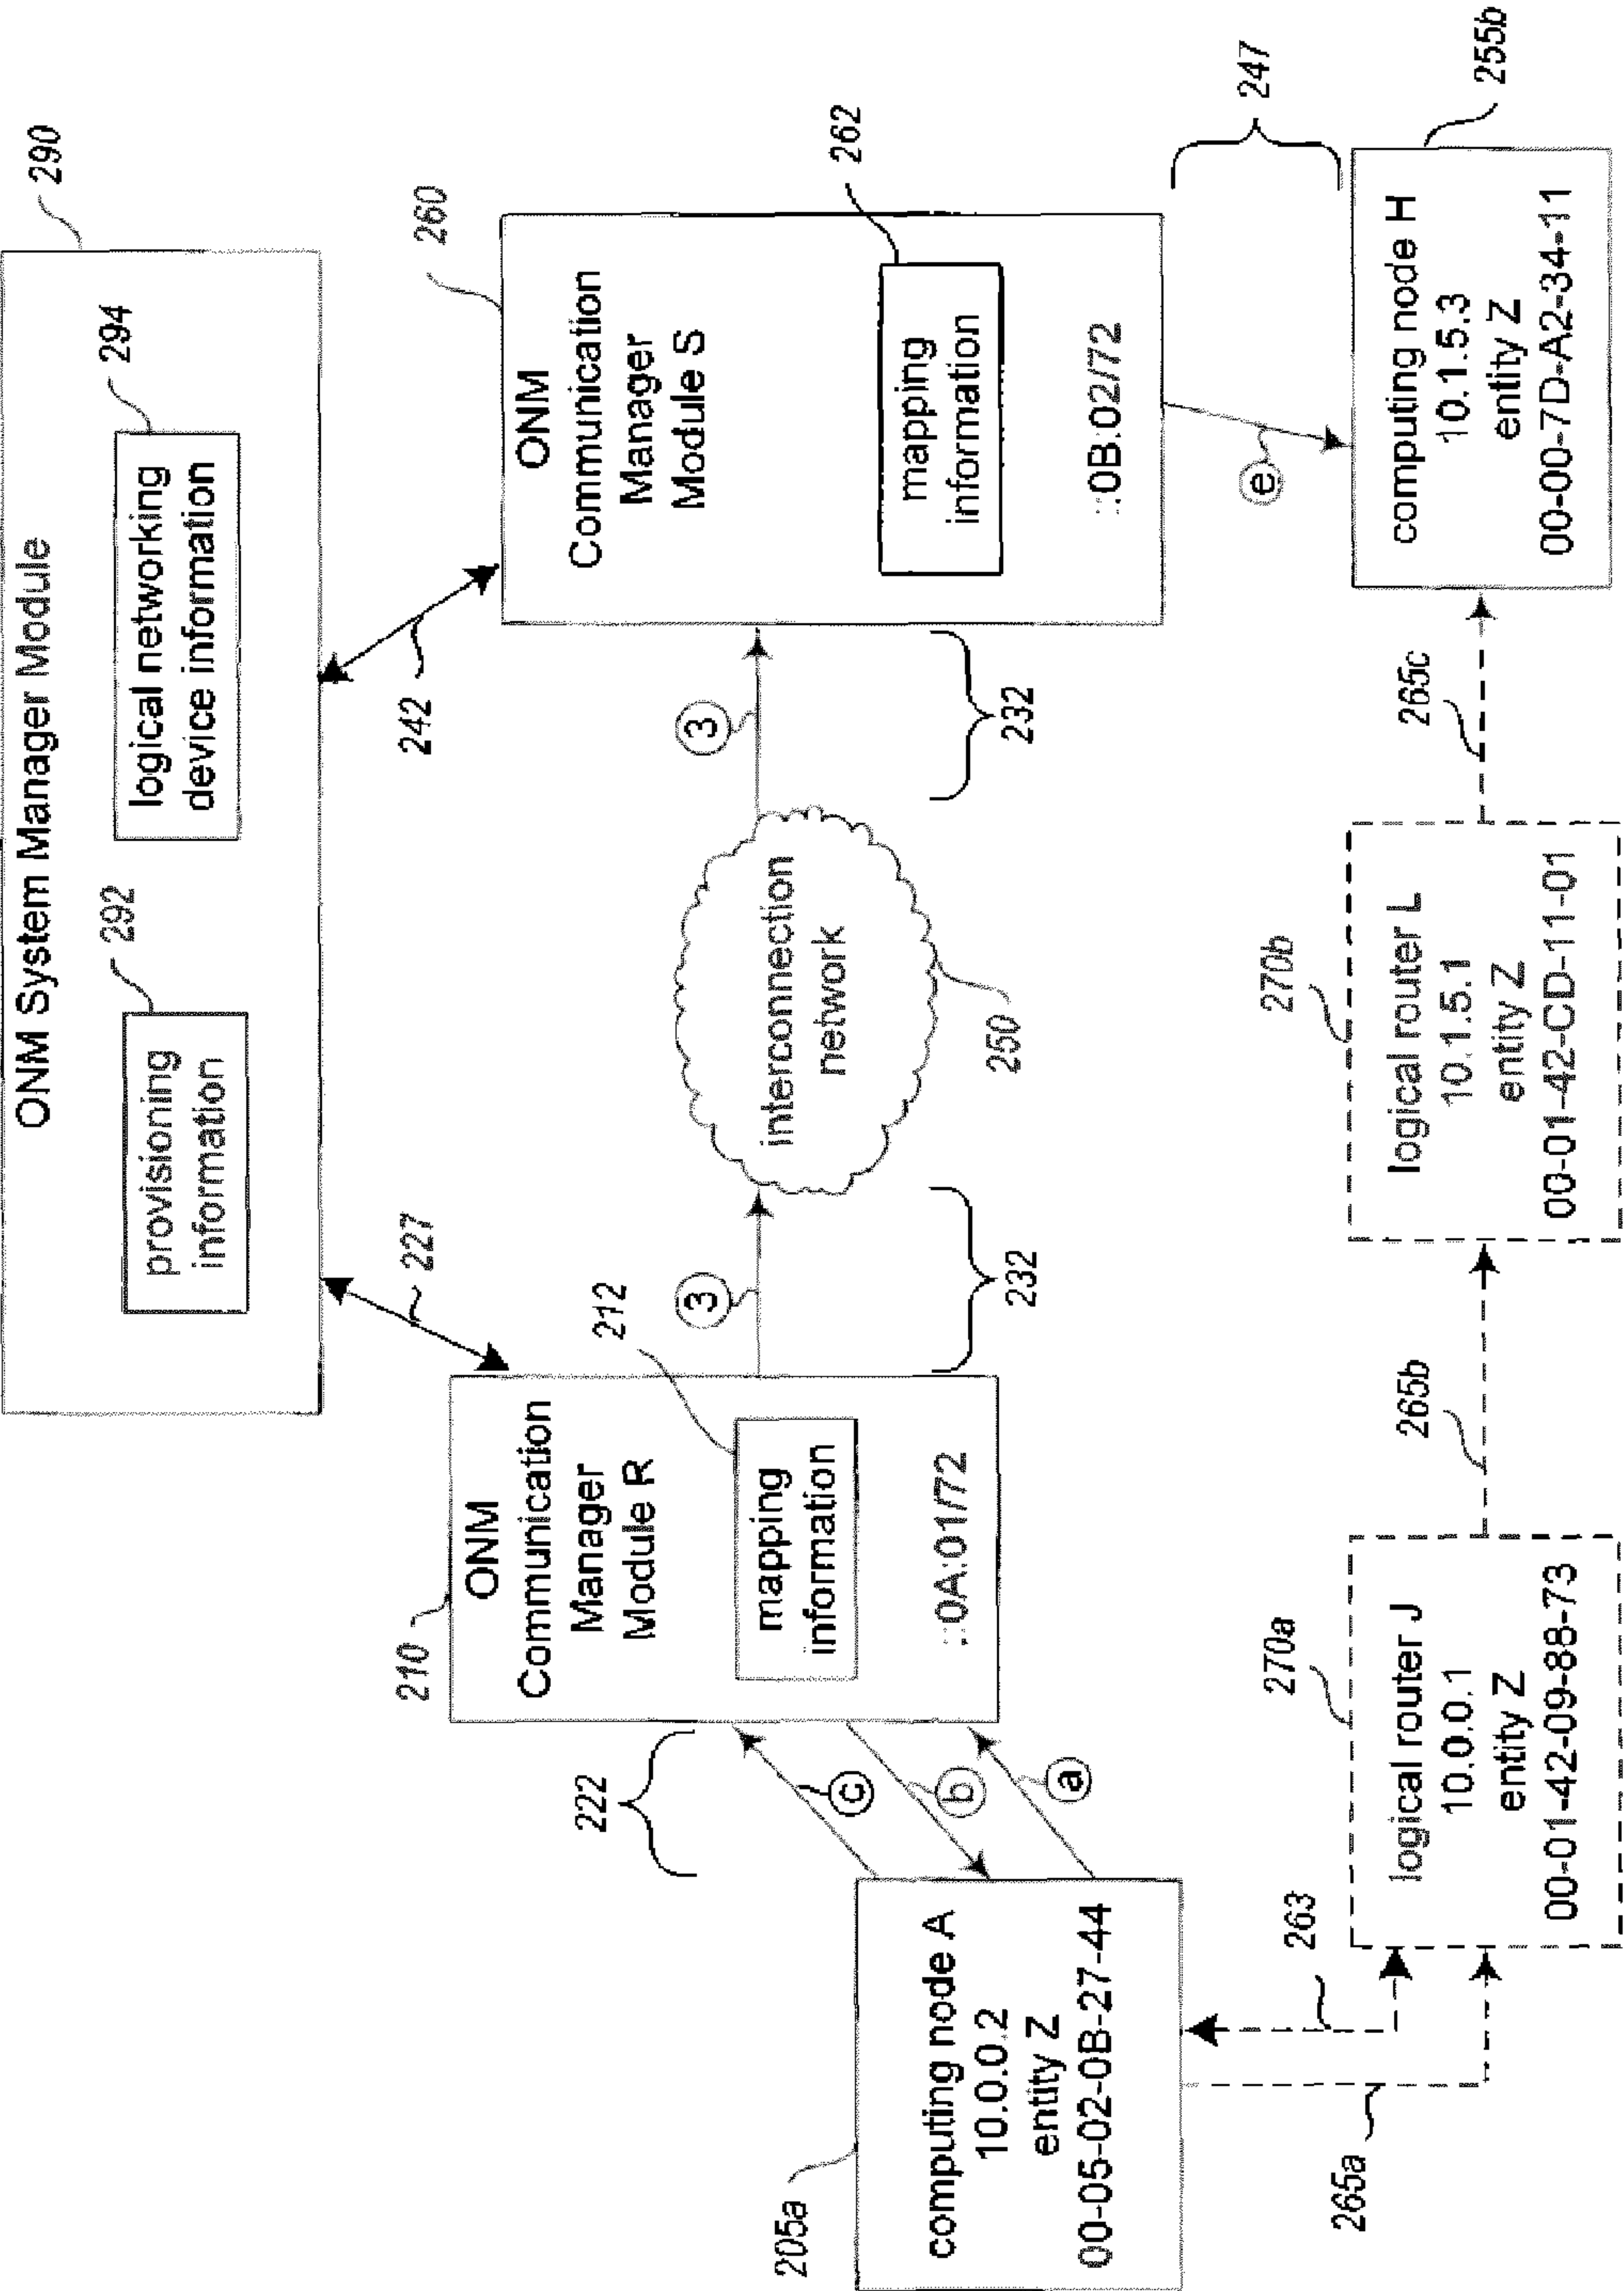 ONM System Manager Module
290
292
provisioning
information
294
logical networking
device information
227
242
210
ONM
Communication
Manager
Module R
212
mapping
information
::0A:01/72
260
ONM
Communication
Manager
Module S
262
mapping
information
::0B:02/72
222
c
b
a
3
232
interconnection
network
250
3
232
e
247
205a
computing node A
10.0.0.2
entity Z
00-05-02-0B-27-44
263
265a
270a
logical router J
10.0.0.1
entity Z
00-01-42-09-88-73
265b
270b
logical router L
10.1.5.1
entity Z
00-01-42-CD-11-01
265c
computing node H
10.1.5.3
entity Z
00-00-7D-A2-34-11
255b